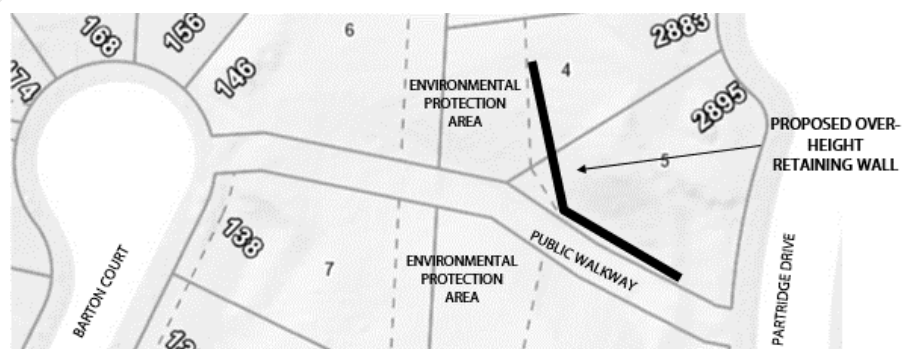 168
156
174
146
6
ENVIRONMENTAL
PROTECTION
AREA
4
2883
2895
5
PROPOSED OVER-
HEIGHT
RETAINING WALL
138
7
ENVIRONMENTAL
PROTECTION
AREA
PUBLIC WALKWAY
BARTON COURT
PARTRIDGE DRIVE